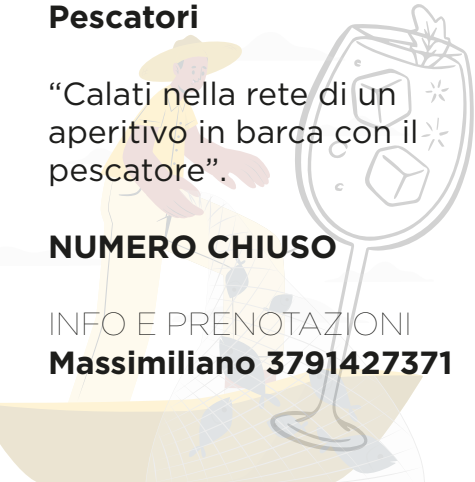 Pescatori
“Calati nella rete di un
aperitivo in barca con il
pescatore”.
NUMERO CHIUSO
INFO E PRENOTAZIONI
Massimiliano 3791427371